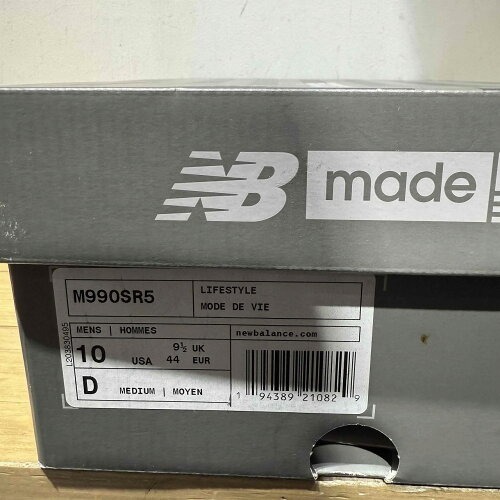 NB made
M990SR5
LIFESTYLE
MODE DE VIE
MENS | HOMMES
10 USA 9½ UK 44 EUR
D MEDIUM | MOYEN
newbalance.com
1 94389 21082 9
L203830495